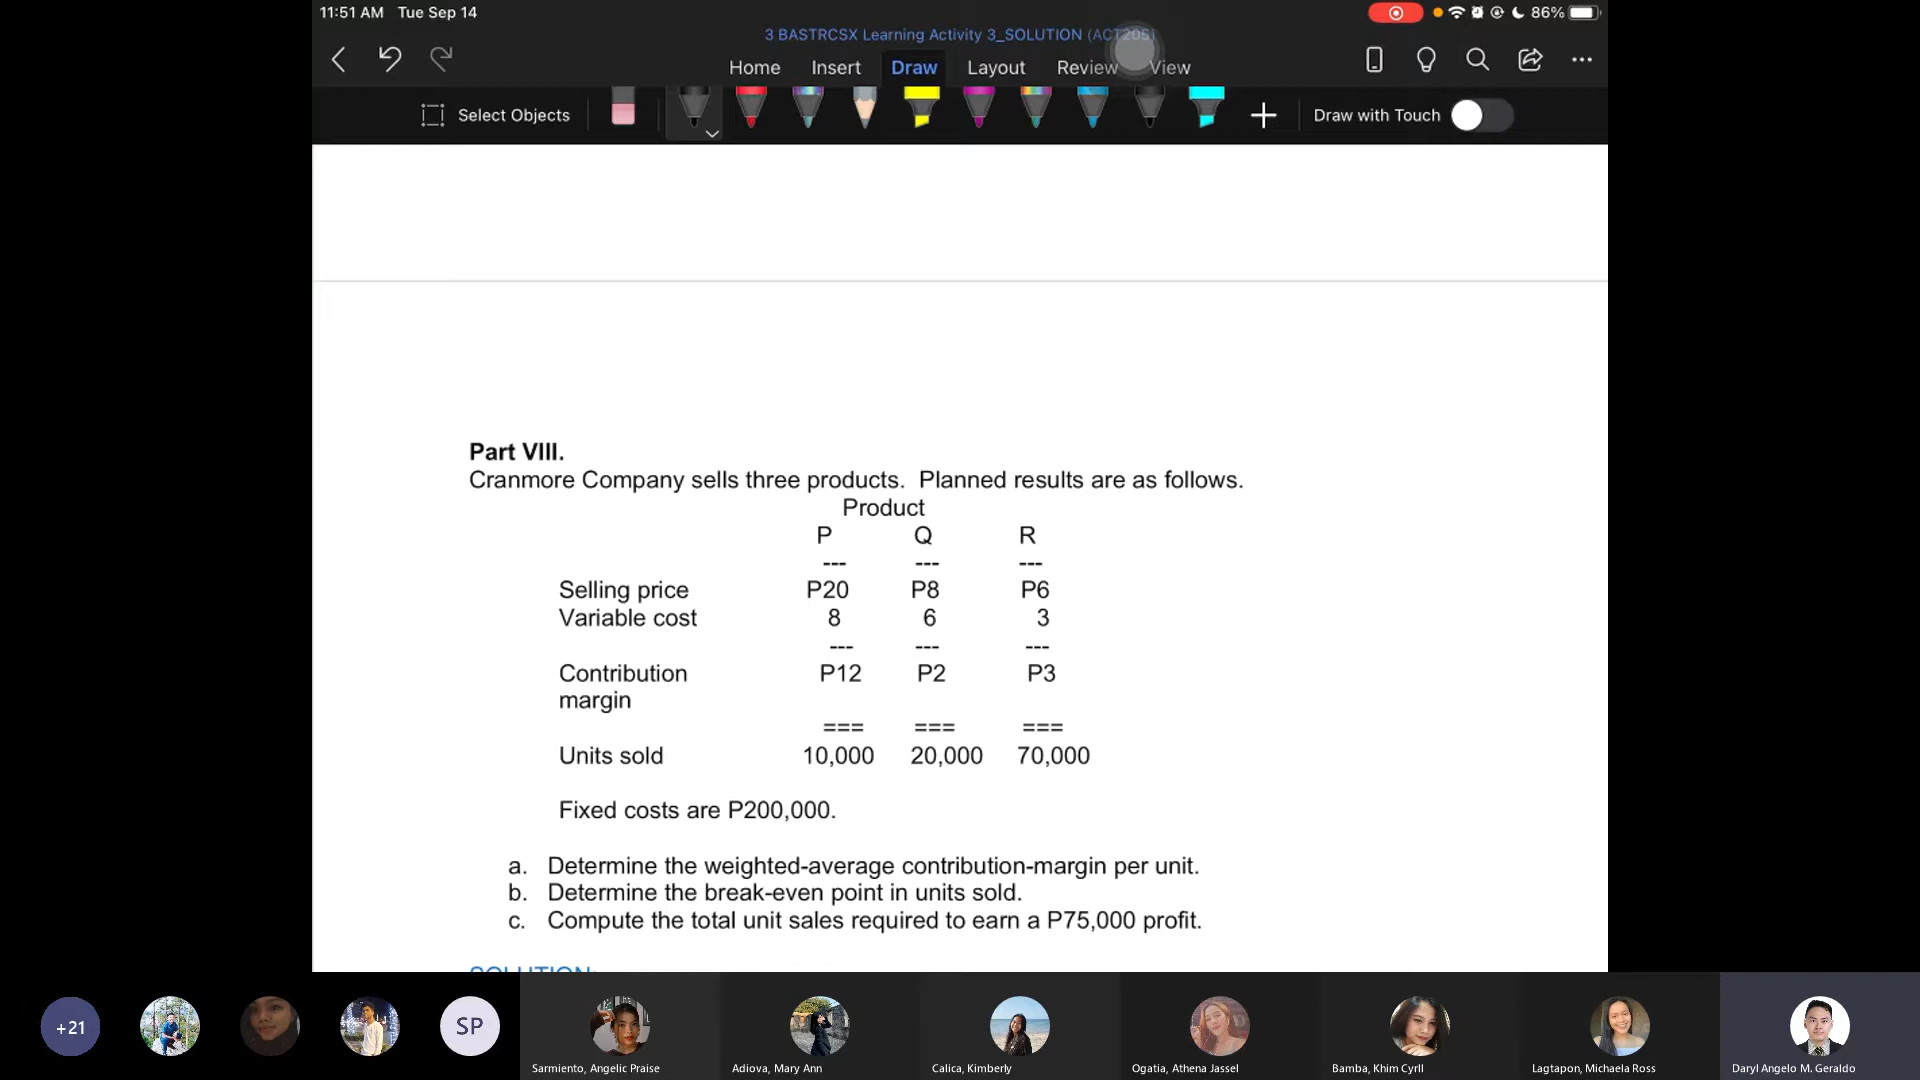 11:51 AM Tue Sep 14
86%
3 BASTRCSX Learning Activity 3_SOLUTION (ACT205)
Home Insert Draw Layout Review View
Select Objects
Draw with Touch
Part VIII.
Cranmore Company sells three products. Planned results are as follows.
Product
P Q R
--- --- ---
Selling price P20 P8 P6
Variable cost 8 6 3
--- --- ---
Contribution P12 P2 P3
margin
=== === ===
Units sold 10,000 20,000 70,000
Fixed costs are P200,000.
a. Determine the weighted-average contribution-margin per unit.
b. Determine the break-even point in units sold.
c. Compute the total unit sales required to earn a P75,000 profit.
SOLUTION:
+21
SP
Sarmiento, Angelic Praise
Adiova, Mary Ann
Calica, Kimberly
Ogatia, Athena Jassel
Bamba, Khim Cyrll
Lagtapon, Michaela Ross
Daryl Angelo M. Geraldo